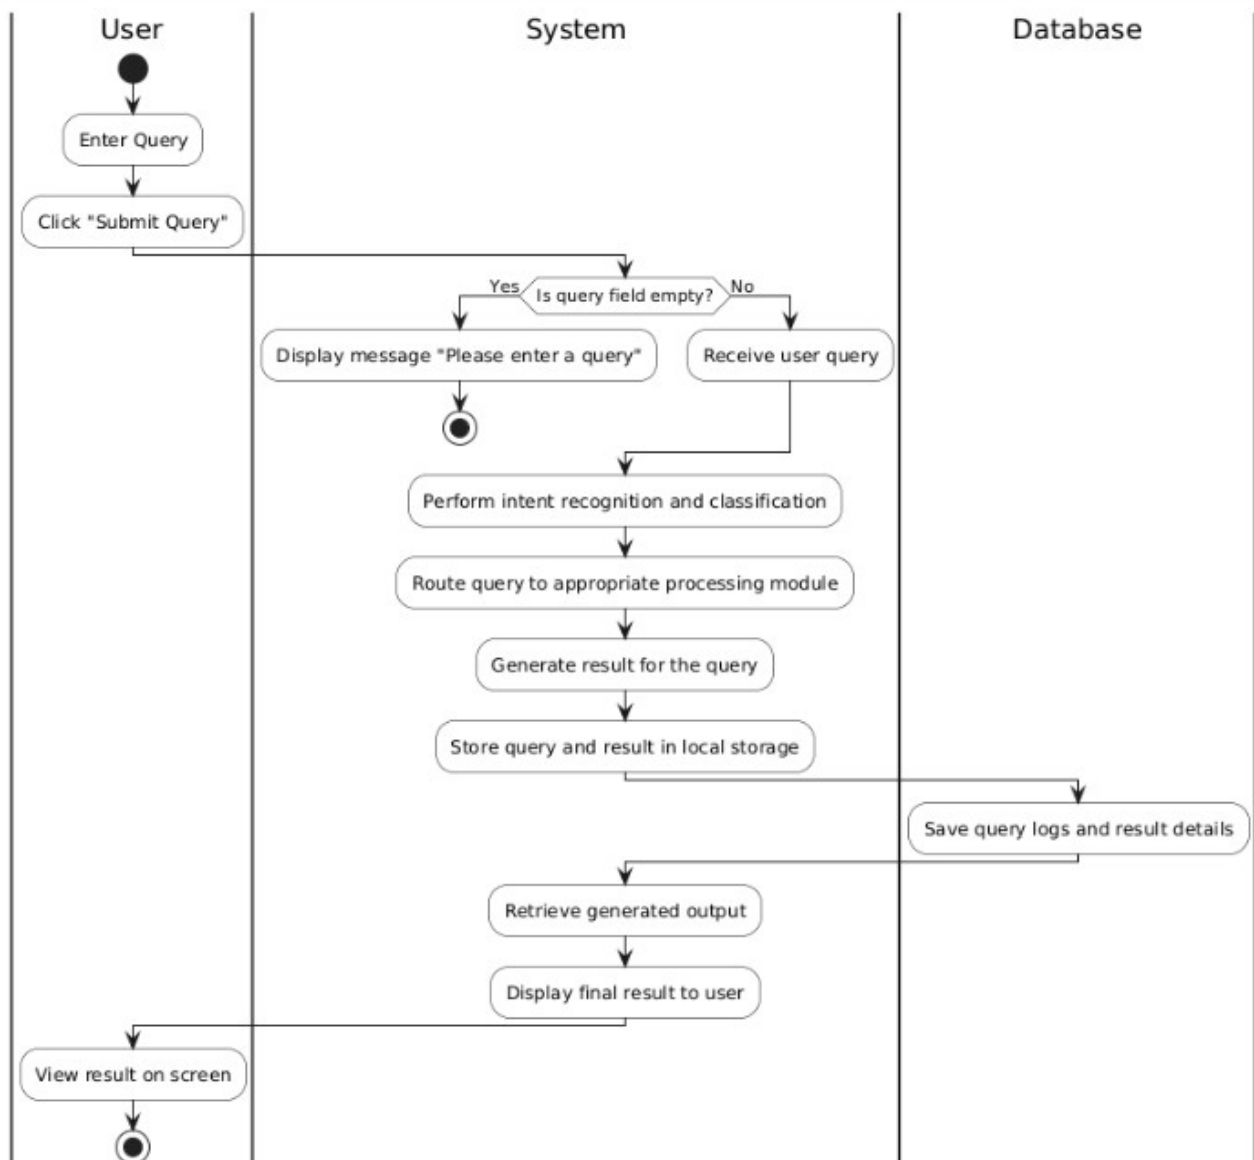 User
System
Database
Enter Query
Click "Submit Query"
Yes
Is query field empty?
No
Display message "Please enter a query"
Receive user query
Perform intent recognition and classification
Route query to appropriate processing module
Generate result for the query
Store query and result in local storage
Save query logs and result details
Retrieve generated output
Display final result to user
View result on screen